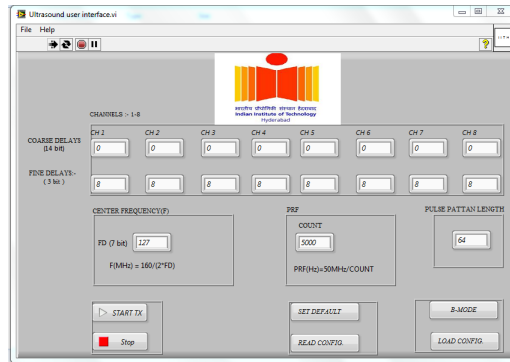 Ultrasound user interface.vi
File Help
?
Indian Institute of Technology
Hyderabad
CHANNELS :- 1-8
CH 1 CH 2 CH 3 CH 4 CH 5 CH 6 CH 7 CH 8
COARSE DELAYS
(14 bit)
0 0 0 0 0 0 0 0
FINE DELAYS:-
( 3 bit )
8 8 8 8 8 8 8 8
CENTER FREQUENCY(F)
FD (7 bit) 127
F(MHz) = 160/(2*FD)
PRF
COUNT
5000
PRF(Hz)=50MHz/COUNT
PULSE PATTAN LENGTH
64
START TX
Stop
SET DEFAULT
READ CONFIG.
B-MODE
LOAD CONFIG.